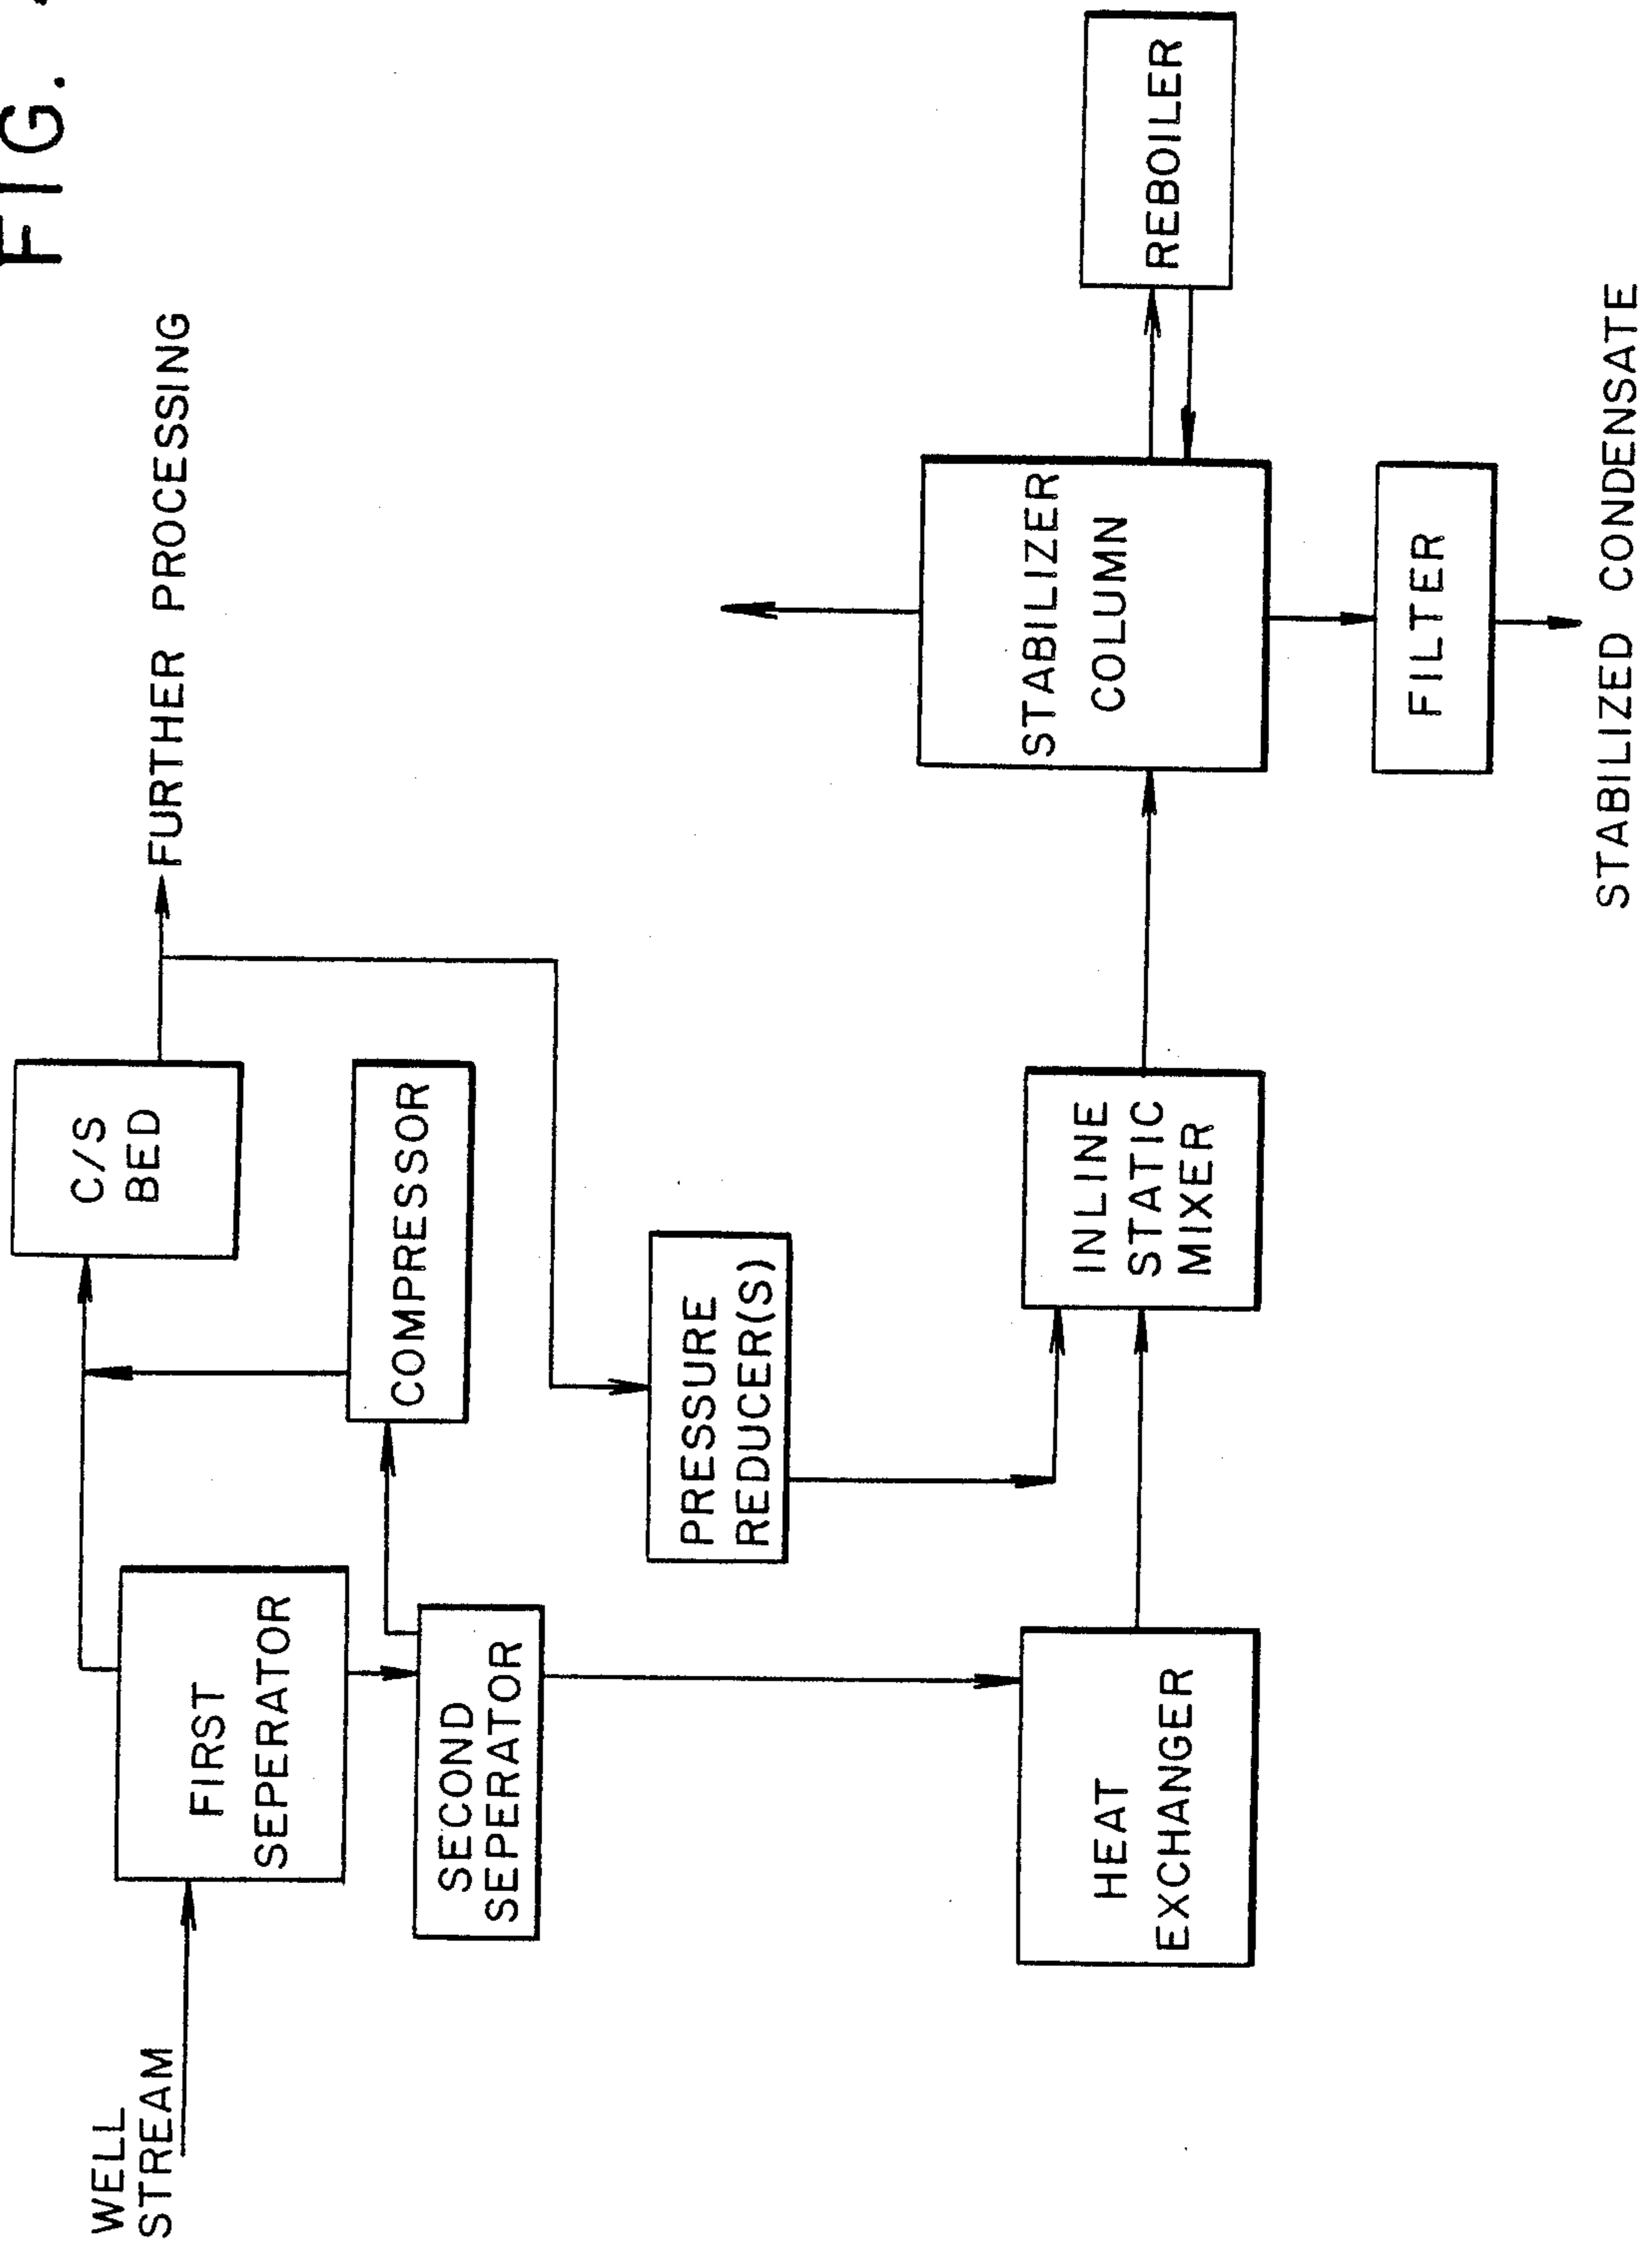 FIG.
WELL
STREAM
FIRST
SEPERATOR
SECOND
SEPERATOR
C/S
BED
COMPRESSOR
FURTHER PROCESSING
PRESSURE
REDUCER(S)
HEAT
EXCHANGER
INLINE
STATIC
MIXER
STABILIZER
COLUMN
REBOILER
FILTER
STABILIZED CONDENSATE